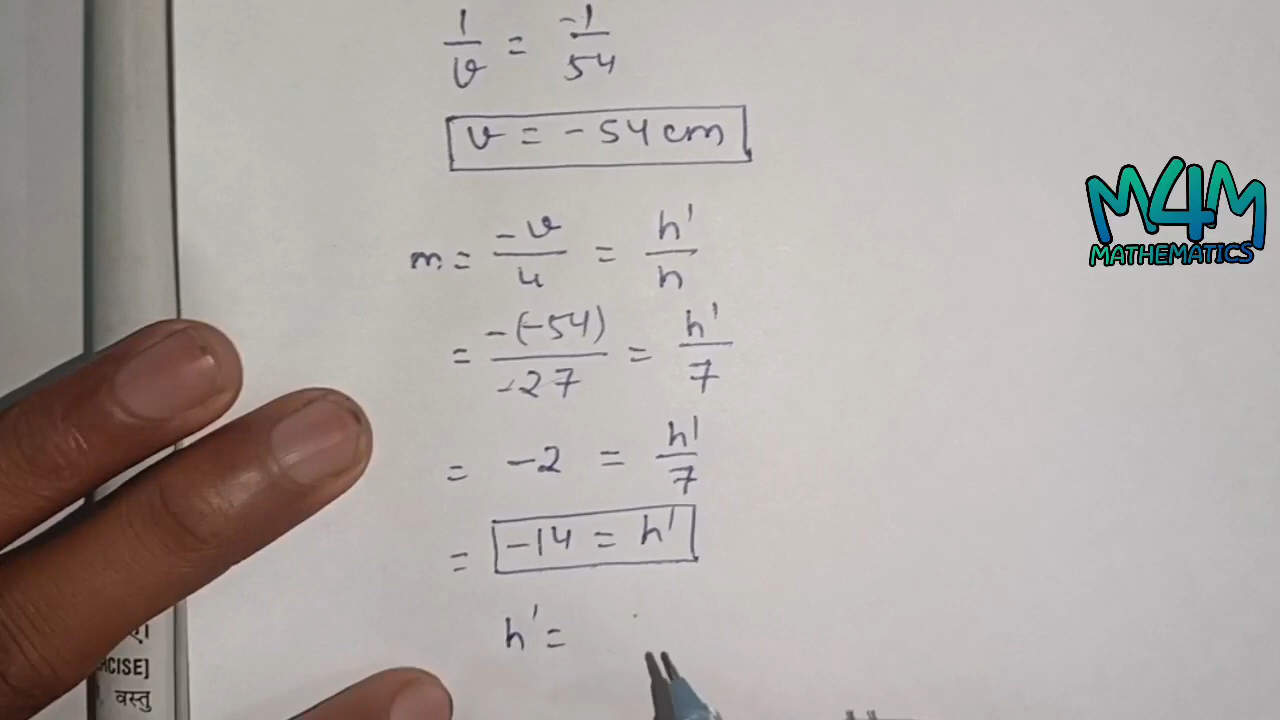 1/v = -1/54
v = -54 cm
m = -v/u = h'/h
= -(-54)/-27 = h'/7
= -2 = h'/7
= -14 = h'
h' =
M4M
MATHEMATICS
CISE]
वस्तु